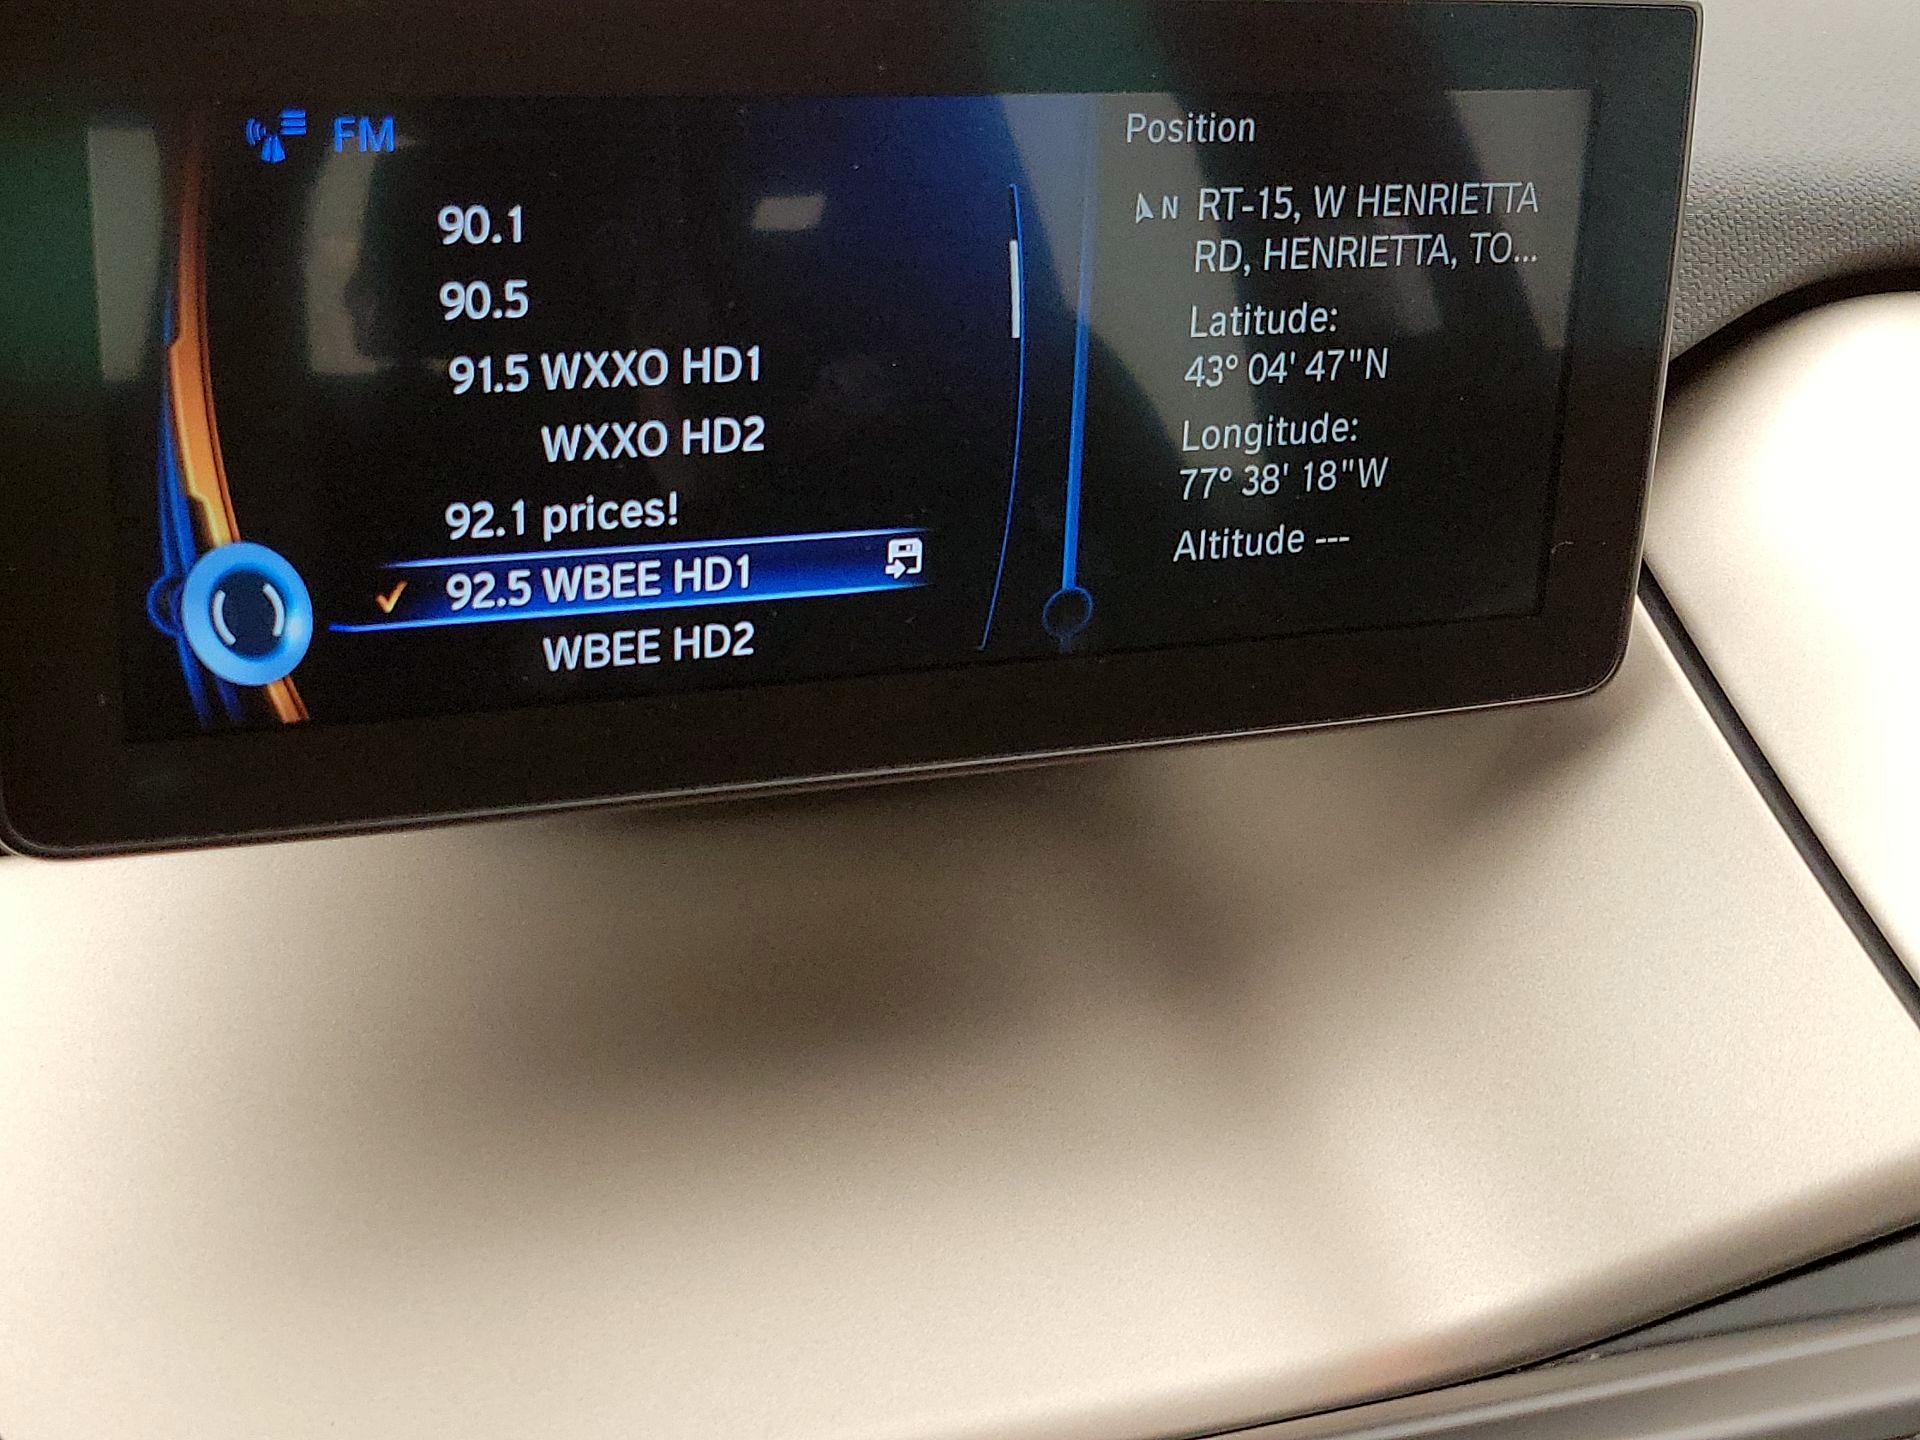 FM
90.1
90.5
91.5 WXXO HD1
WXXO HD2
92.1 prices!
✓ 92.5 WBEE HD1
WBEE HD2
Position
N RT-15, W HENRIETTA
RD, HENRIETTA, TO...
Latitude:
43° 04' 47"N
Longitude:
77° 38' 18"W
Altitude ---